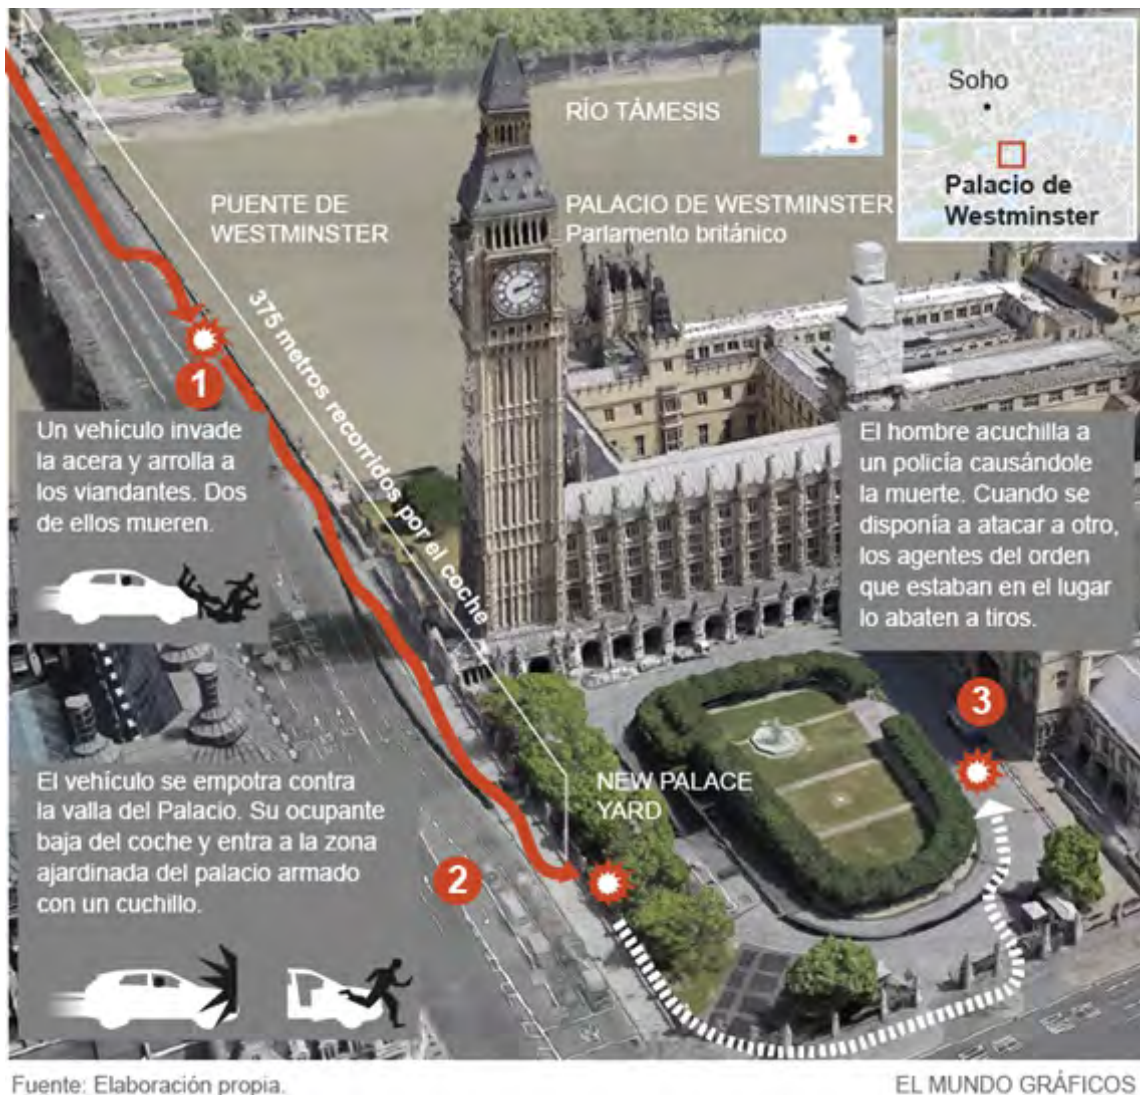 RÍO TÁMESIS
Soho
Palacio de
Westminster
PUENTE DE
WESTMINSTER
PALACIO DE WESTMINSTER
Parlamento británico
375 metros recorridos por el coche
1
Un vehículo invade
la acera y arrolla a
los viandantes. Dos
de ellos mueren.
El hombre acuchilla a
un policía causándole
la muerte. Cuando se
disponía a atacar a otro,
los agentes del orden
que estaban en el lugar
lo abaten a tiros.
3
El vehículo se empotra contra
la valla del Palacio. Su ocupante
baja del coche y entra a la zona
ajardinada del palacio armado
con un cuchillo.
2
NEW PALACE
YARD
Fuente: Elaboración propia.
EL MUNDO GRÁFICOS